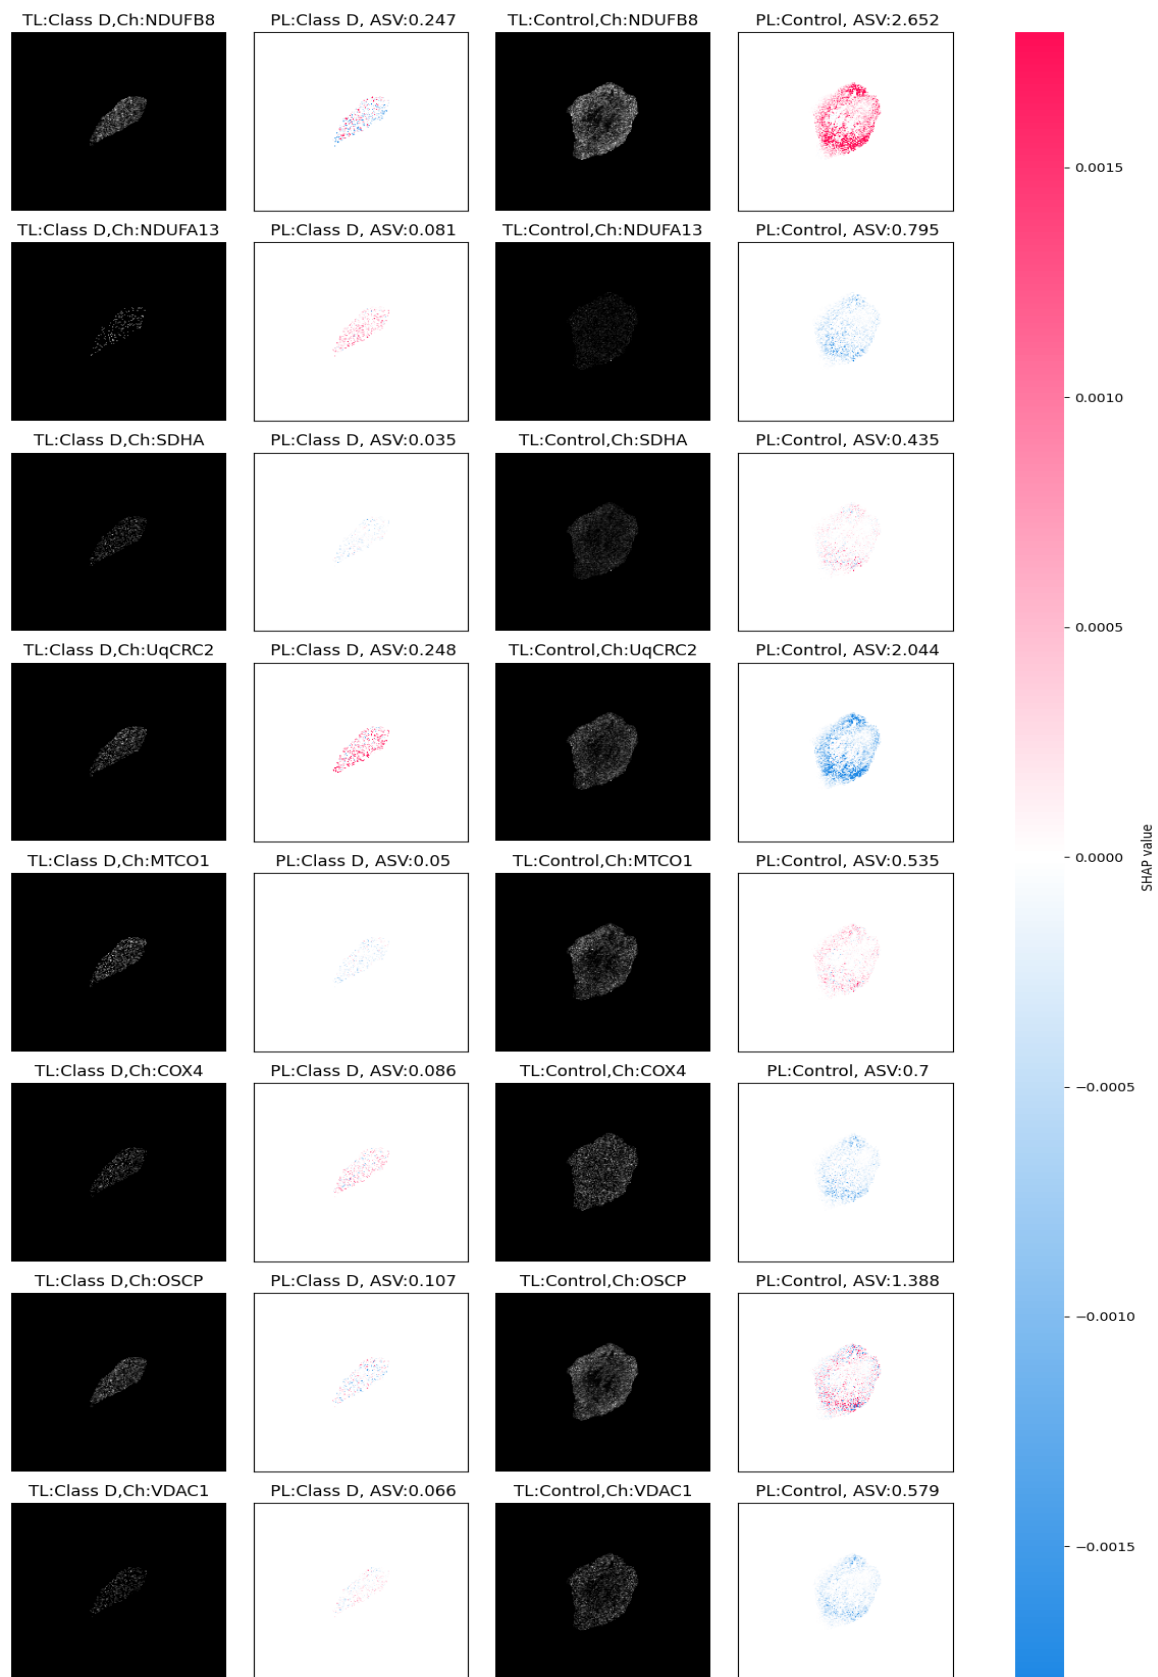 TL:Class D,Ch:NDUFB8
PL:Class D, ASV:0.247
TL:Control,Ch:NDUFB8
PL:Control, ASV:2.652
TL:Class D,Ch:NDUFA13
PL:Class D, ASV:0.081
TL:Control,Ch:NDUFA13
PL:Control, ASV:0.795
TL:Class D,Ch:SDHA
PL:Class D, ASV:0.035
TL:Control,Ch:SDHA
PL:Control, ASV:0.435
TL:Class D,Ch:UqCRC2
PL:Class D, ASV:0.248
TL:Control,Ch:UqCRC2
PL:Control, ASV:2.044
TL:Class D,Ch:MTCO1
PL:Class D, ASV:0.05
TL:Control,Ch:MTCO1
PL:Control, ASV:0.535
TL:Class D,Ch:COX4
PL:Class D, ASV:0.086
TL:Control,Ch:COX4
PL:Control, ASV:0.7
TL:Class D,Ch:OSCP
PL:Class D, ASV:0.107
TL:Control,Ch:OSCP
PL:Control, ASV:1.388
TL:Class D,Ch:VDAC1
PL:Class D, ASV:0.066
TL:Control,Ch:VDAC1
PL:Control, ASV:0.579
0.0015
0.0010
0.0005
0.0000
−0.0005
−0.0010
−0.0015
SHAP value